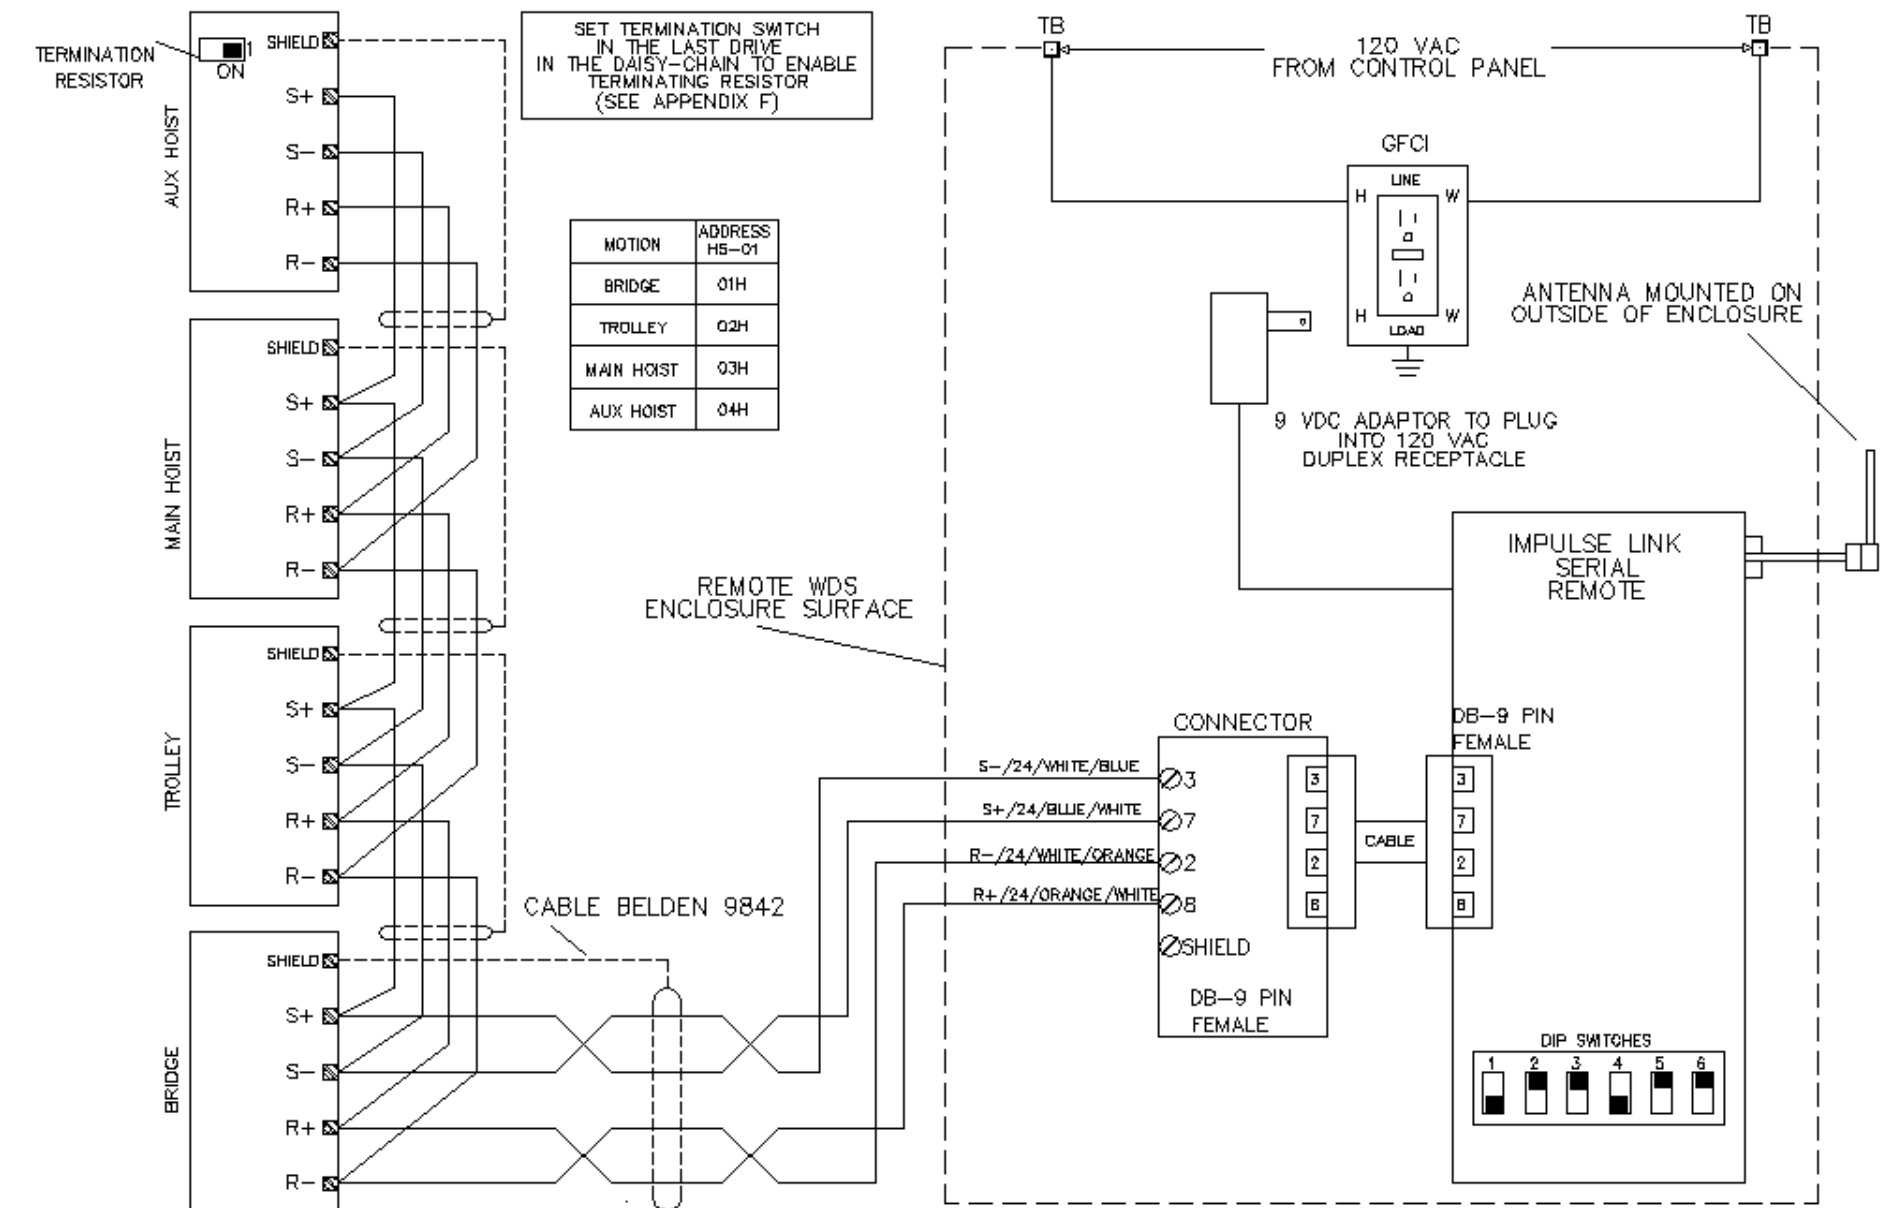 TERMINATION
RESISTOR
1
ON
AUX HOIST
SHIELD
S+
S-
R+
R-
SET TERMINATION SWITCH
IN THE LAST DRIVE
IN THE DAISY-CHAIN TO ENABLE
TERMINATING RESISTOR
(SEE APPENDIX F)
MOTION ADDRESS H5-01
BRIDGE 01H
TROLLEY 02H
MAIN HOIST 03H
AUX HOIST 04H
MAIN HOIST
SHIELD
S+
S-
R+
R-
TROLLEY
SHIELD
S+
S-
R+
R-
BRIDGE
SHIELD
S+
S-
R+
R-
CABLE BELDEN 9842
TB
120 VAC
FROM CONTROL PANEL
TB
GFCI
LINE
H W
H W
LOAD
ANTENNA MOUNTED ON
OUTSIDE OF ENCLOSURE
9 VDC ADAPTOR TO PLUG
INTO 120 VAC
DUPLEX RECEPTACLE
REMOTE WDS
ENCLOSURE SURFACE
IMPULSE LINK
SERIAL
REMOTE
CONNECTOR
S-/24/WHITE/BLUE
S+/24/BLUE/WHITE
R-/24/WHITE/ORANGE
R+/24/ORANGE/WHITE
3
7
2
8
SHIELD
DB-9 PIN
FEMALE
3
7
2
8
CABLE
DB-9 PIN
FEMALE
3
7
2
8
DIP SWITCHES
1 2 3 4 5 6